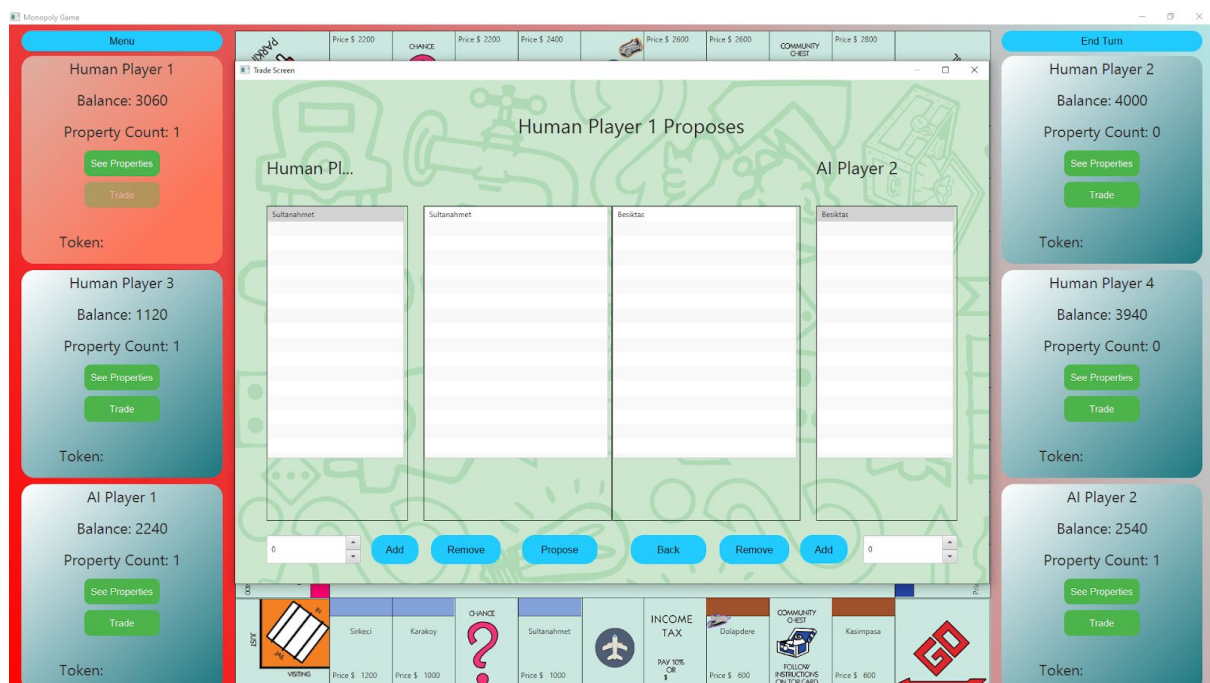 Monopoly Game
Menu
Human Player 1
Balance: 3060
Property Count: 1
See Properties
Trade
Token:
Human Player 3
Balance: 1120
Property Count: 1
See Properties
Trade
Token:
AI Player 1
Balance: 2240
Property Count: 1
See Properties
Trade
Token:
Price $ 2200
CHANCE
Price $ 2200
Price $ 2400
Price $ 2600
Price $ 2600
COMMUNITY
CHEST
Price $ 2800
Trade Screen
Human Player 1 Proposes
Human Pl...
AI Player 2
Sultanahmet
Sultanahmet
Besiktas
Besiktas
0
Add
Remove
Propose
Back
Remove
Add
0
JUST
IN
JAIL
VISITING
Sirkeci
Price $ 1200
Karakoy
Price $ 1000
CHANCE
Sultanahmet
Price $ 1000
INCOME
TAX
PAY 10%
OR
$
Dolapdere
Price $ 600
COMMUNITY
CHEST
FOLLOW
INSTRUCTIONS
ON TOP CARD
Kasimpasa
Price $ 600
GO
End Turn
Human Player 2
Balance: 4000
Property Count: 0
See Properties
Trade
Token:
Human Player 4
Balance: 3940
Property Count: 0
See Properties
Trade
Token:
AI Player 2
Balance: 2540
Property Count: 1
See Properties
Trade
Token: